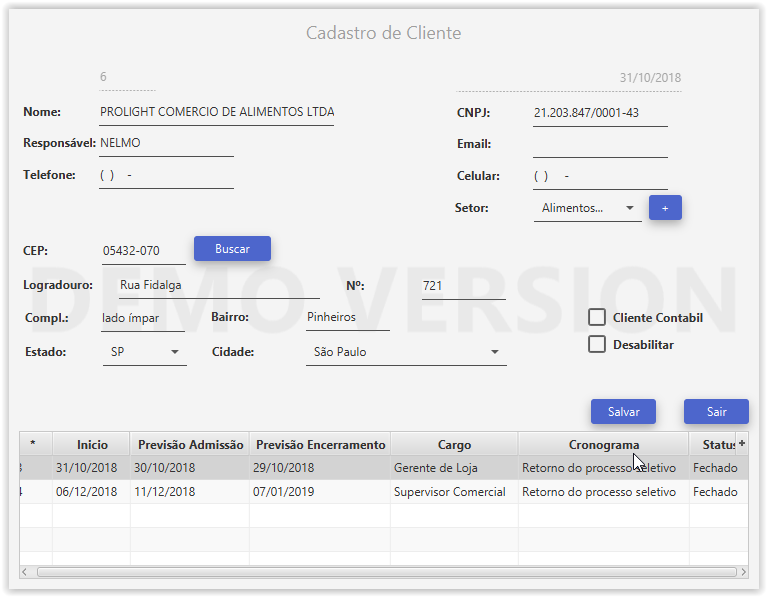 Cadastro de Cliente
6 31/10/2018
Nome: PROLIGHT COMERCIO DE ALIMENTOS LTDA CNPJ: 21.203.847/0001-43
Responsável: NELMO Email:
Telefone: ( ) - Celular: ( ) -
Setor: Alimentos... +
CEP: 05432-070 Buscar
DEMO VERSION
Logradouro: Rua Fidalga Nº: 721
Compl.: lado ímpar Bairro: Pinheiros Cliente Contabil
Estado: SP Cidade: São Paulo Desabilitar
Salvar Sair
* Inicio Previsão Admissão Previsão Encerramento Cargo Cronograma Status +
3 31/10/2018 30/10/2018 29/10/2018 Gerente de Loja Retorno do processo seletivo Fechado
4 06/12/2018 11/12/2018 07/01/2019 Supervisor Comercial Retorno do processo seletivo Fechado